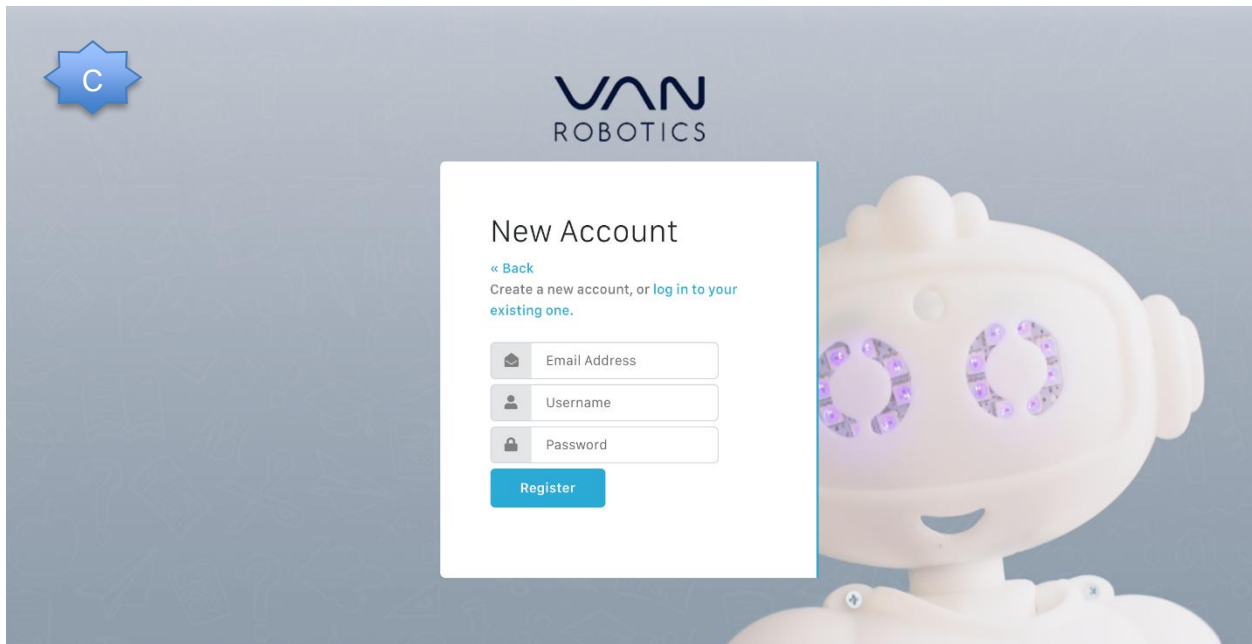 C
VAN
ROBOTICS
New Account
« Back
Create a new account, or log in to your
existing one.
Email Address
Username
Password
Register